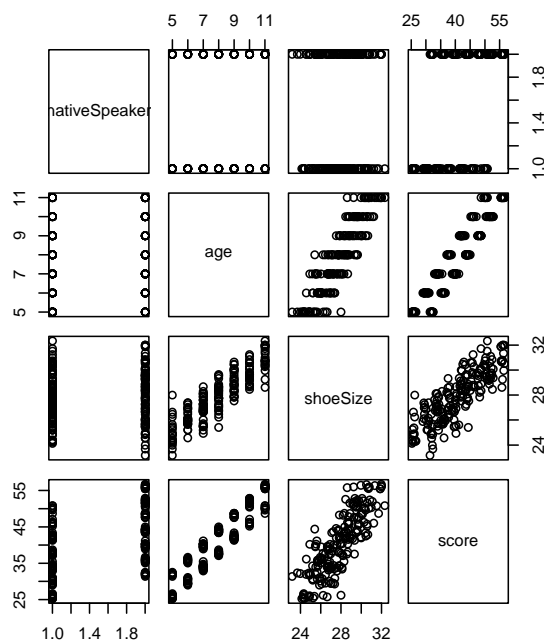 5 7 9 11 25 40 55
nativeSpeaker
1.0 1.4 1.8
age
5 7 9 11
shoeSize
24 28 32
score
25 35 45 55
1.0 1.4 1.8 24 28 32